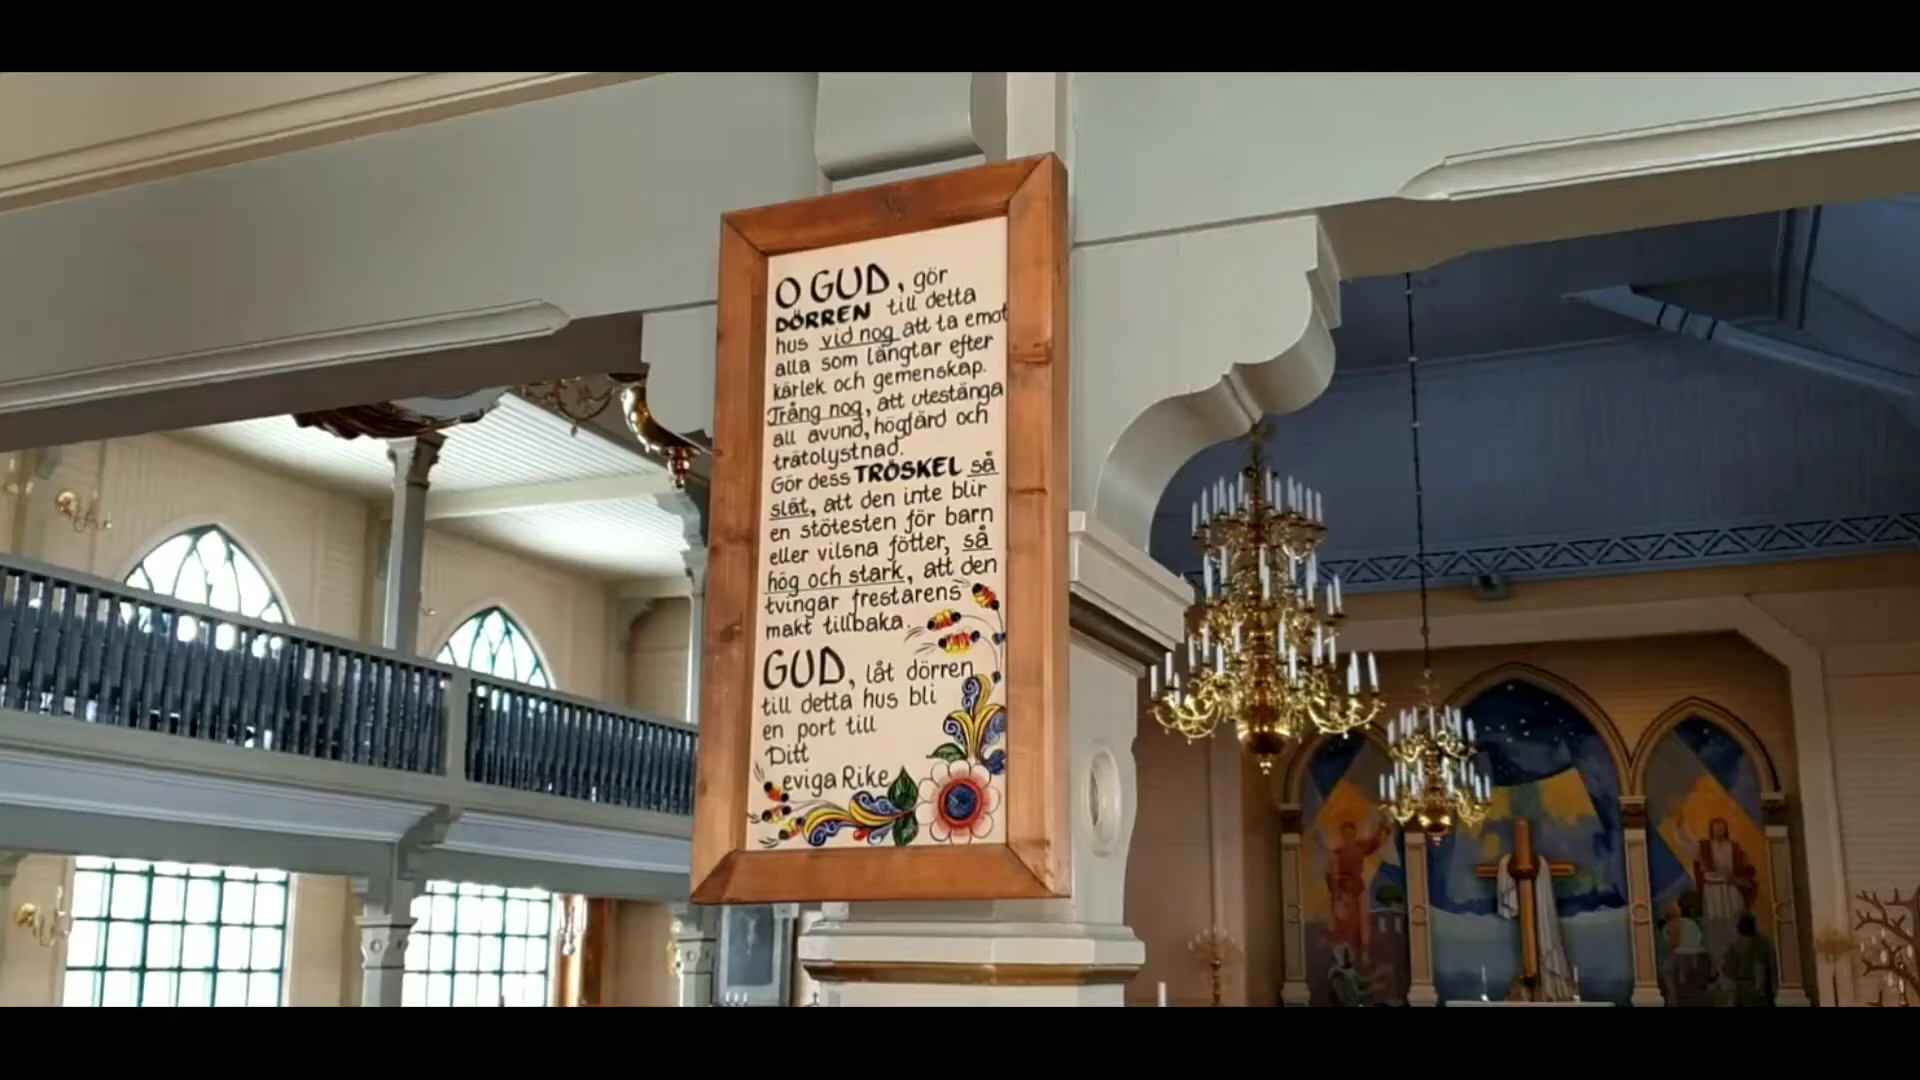 O GUD, gör
DÖRREN till detta
hus vid nog att ta emot
alla som längtar efter
kärlek och gemenskap.
Trång nog, att utestänga
all avund, högfärd och
trätolystnad.
Gör dess TRÖSKEL så
slät, att den inte blir
en stötesten för barn
eller vilsna fötter, så
hög och stark, att den
tvingar frestarens
makt tillbaka.
GUD, låt dörren
till detta hus bli
en port till
Ditt
eviga Rike